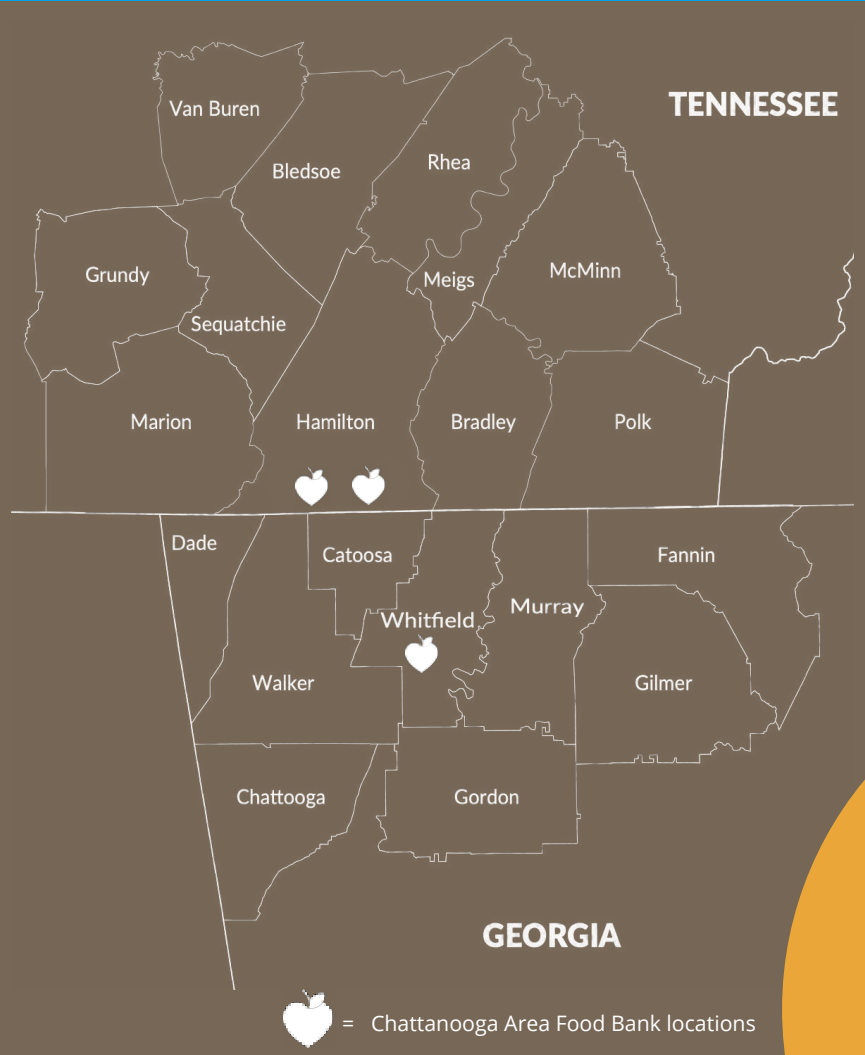 TENNESSEE
Van Buren
Bledsoe
Rhea
Grundy
Meigs
McMinn
Sequatchie
Marion
Hamilton
Bradley
Polk
Dade
Catoosa
Fannin
Whitfield
Murray
Walker
Gilmer
Chattooga
Gordon
GEORGIA
= Chattanooga Area Food Bank locations